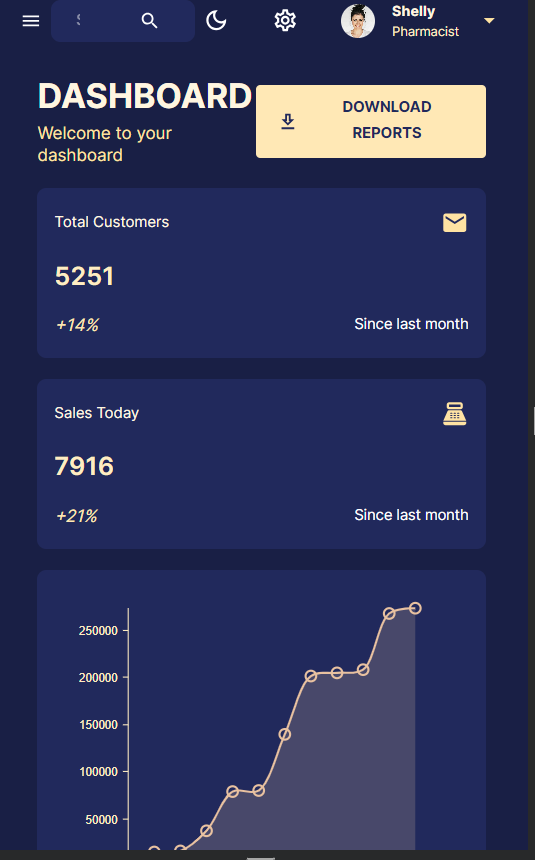 Shelly
Pharmacist
DASHBOARD
Welcome to your
dashboard
DOWNLOAD
REPORTS
Total Customers
5251
+14%
Since last month
Sales Today
7916
+21%
Since last month
250000
200000
150000
100000
50000